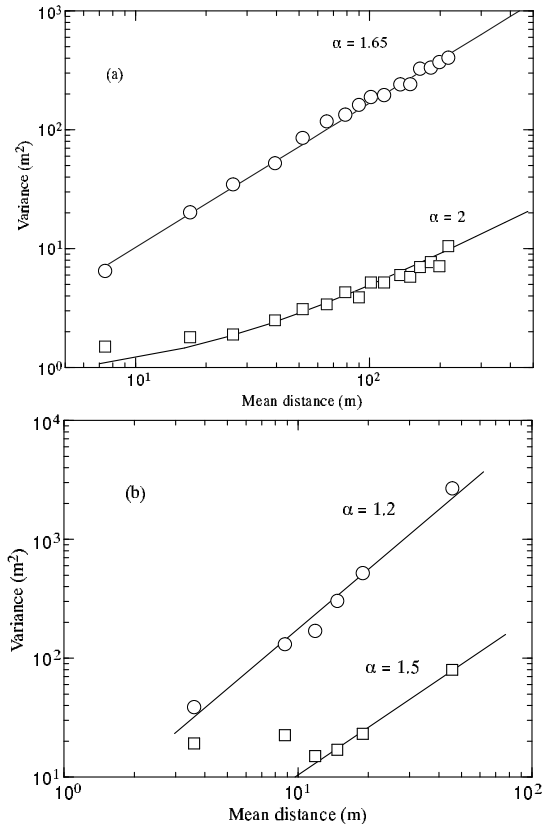 10³
α = 1.65
(a)
10²
Variance (m²)
α = 2
10¹
10⁰
10¹
10²
Mean distance (m)
10⁴
(b)
α = 1.2
10³
Variance (m²)
10²
α = 1.5
10¹
10⁰
10¹
10²
Mean distance (m)